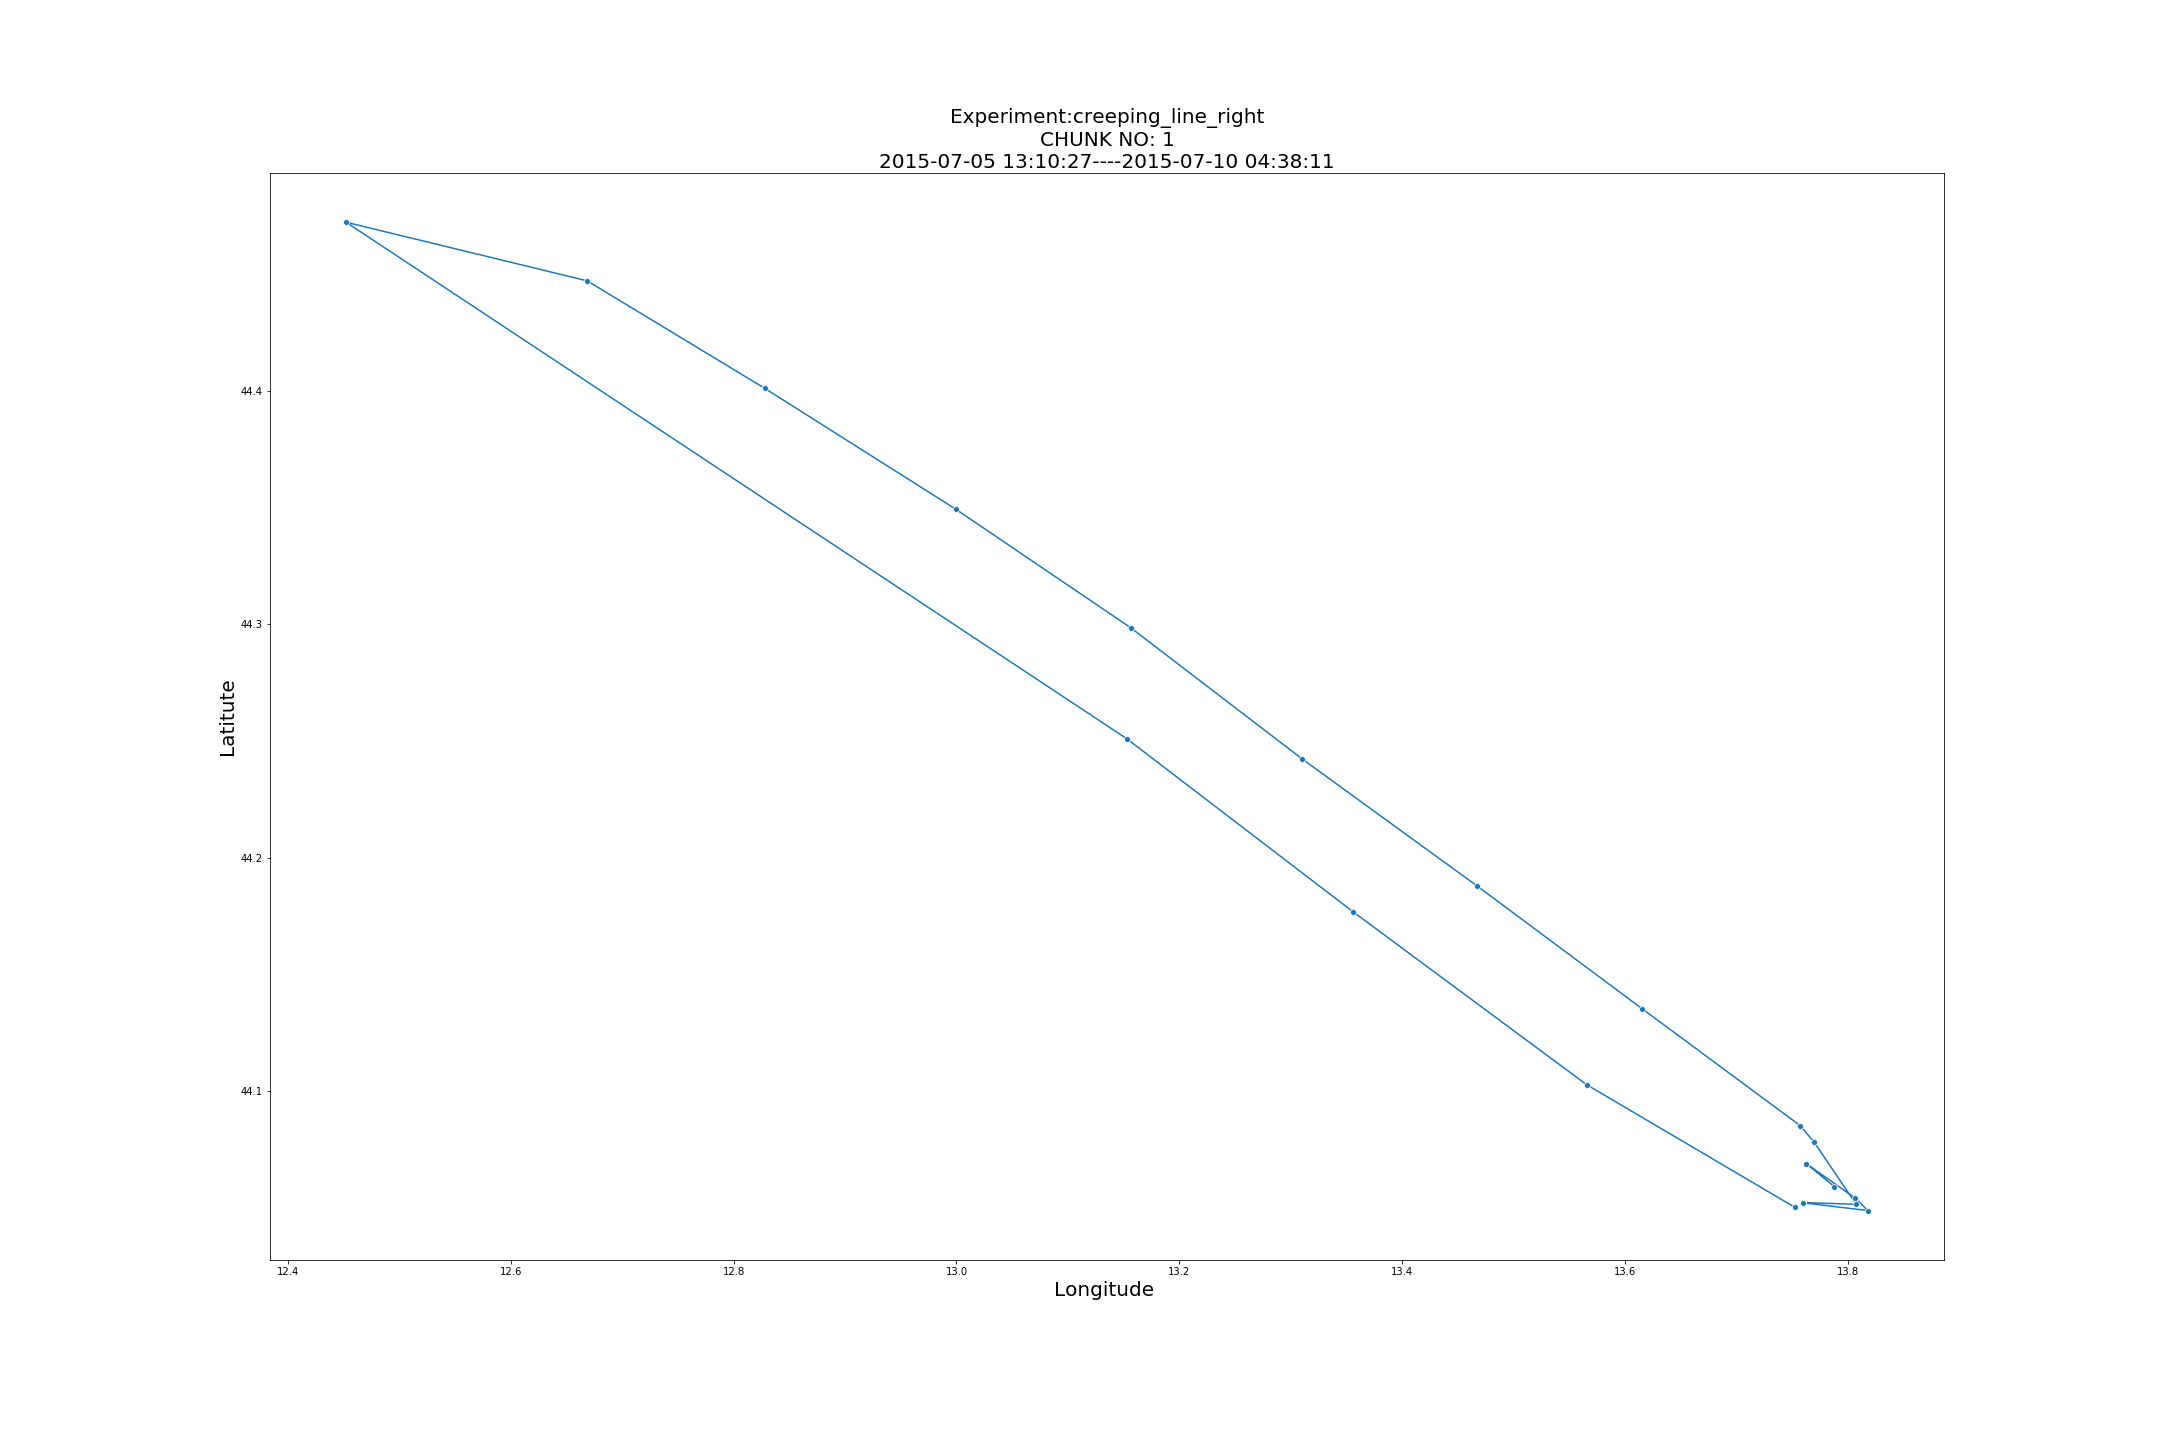 Experiment:creeping_line_right
CHUNK NO: 1
2015-07-05 13:10:27----2015-07-10 04:38:11
44.4
44.3
44.2
44.1
Latitute
12.4 12.6 12.8 13.0 13.2 13.4 13.6 13.8
Longitude